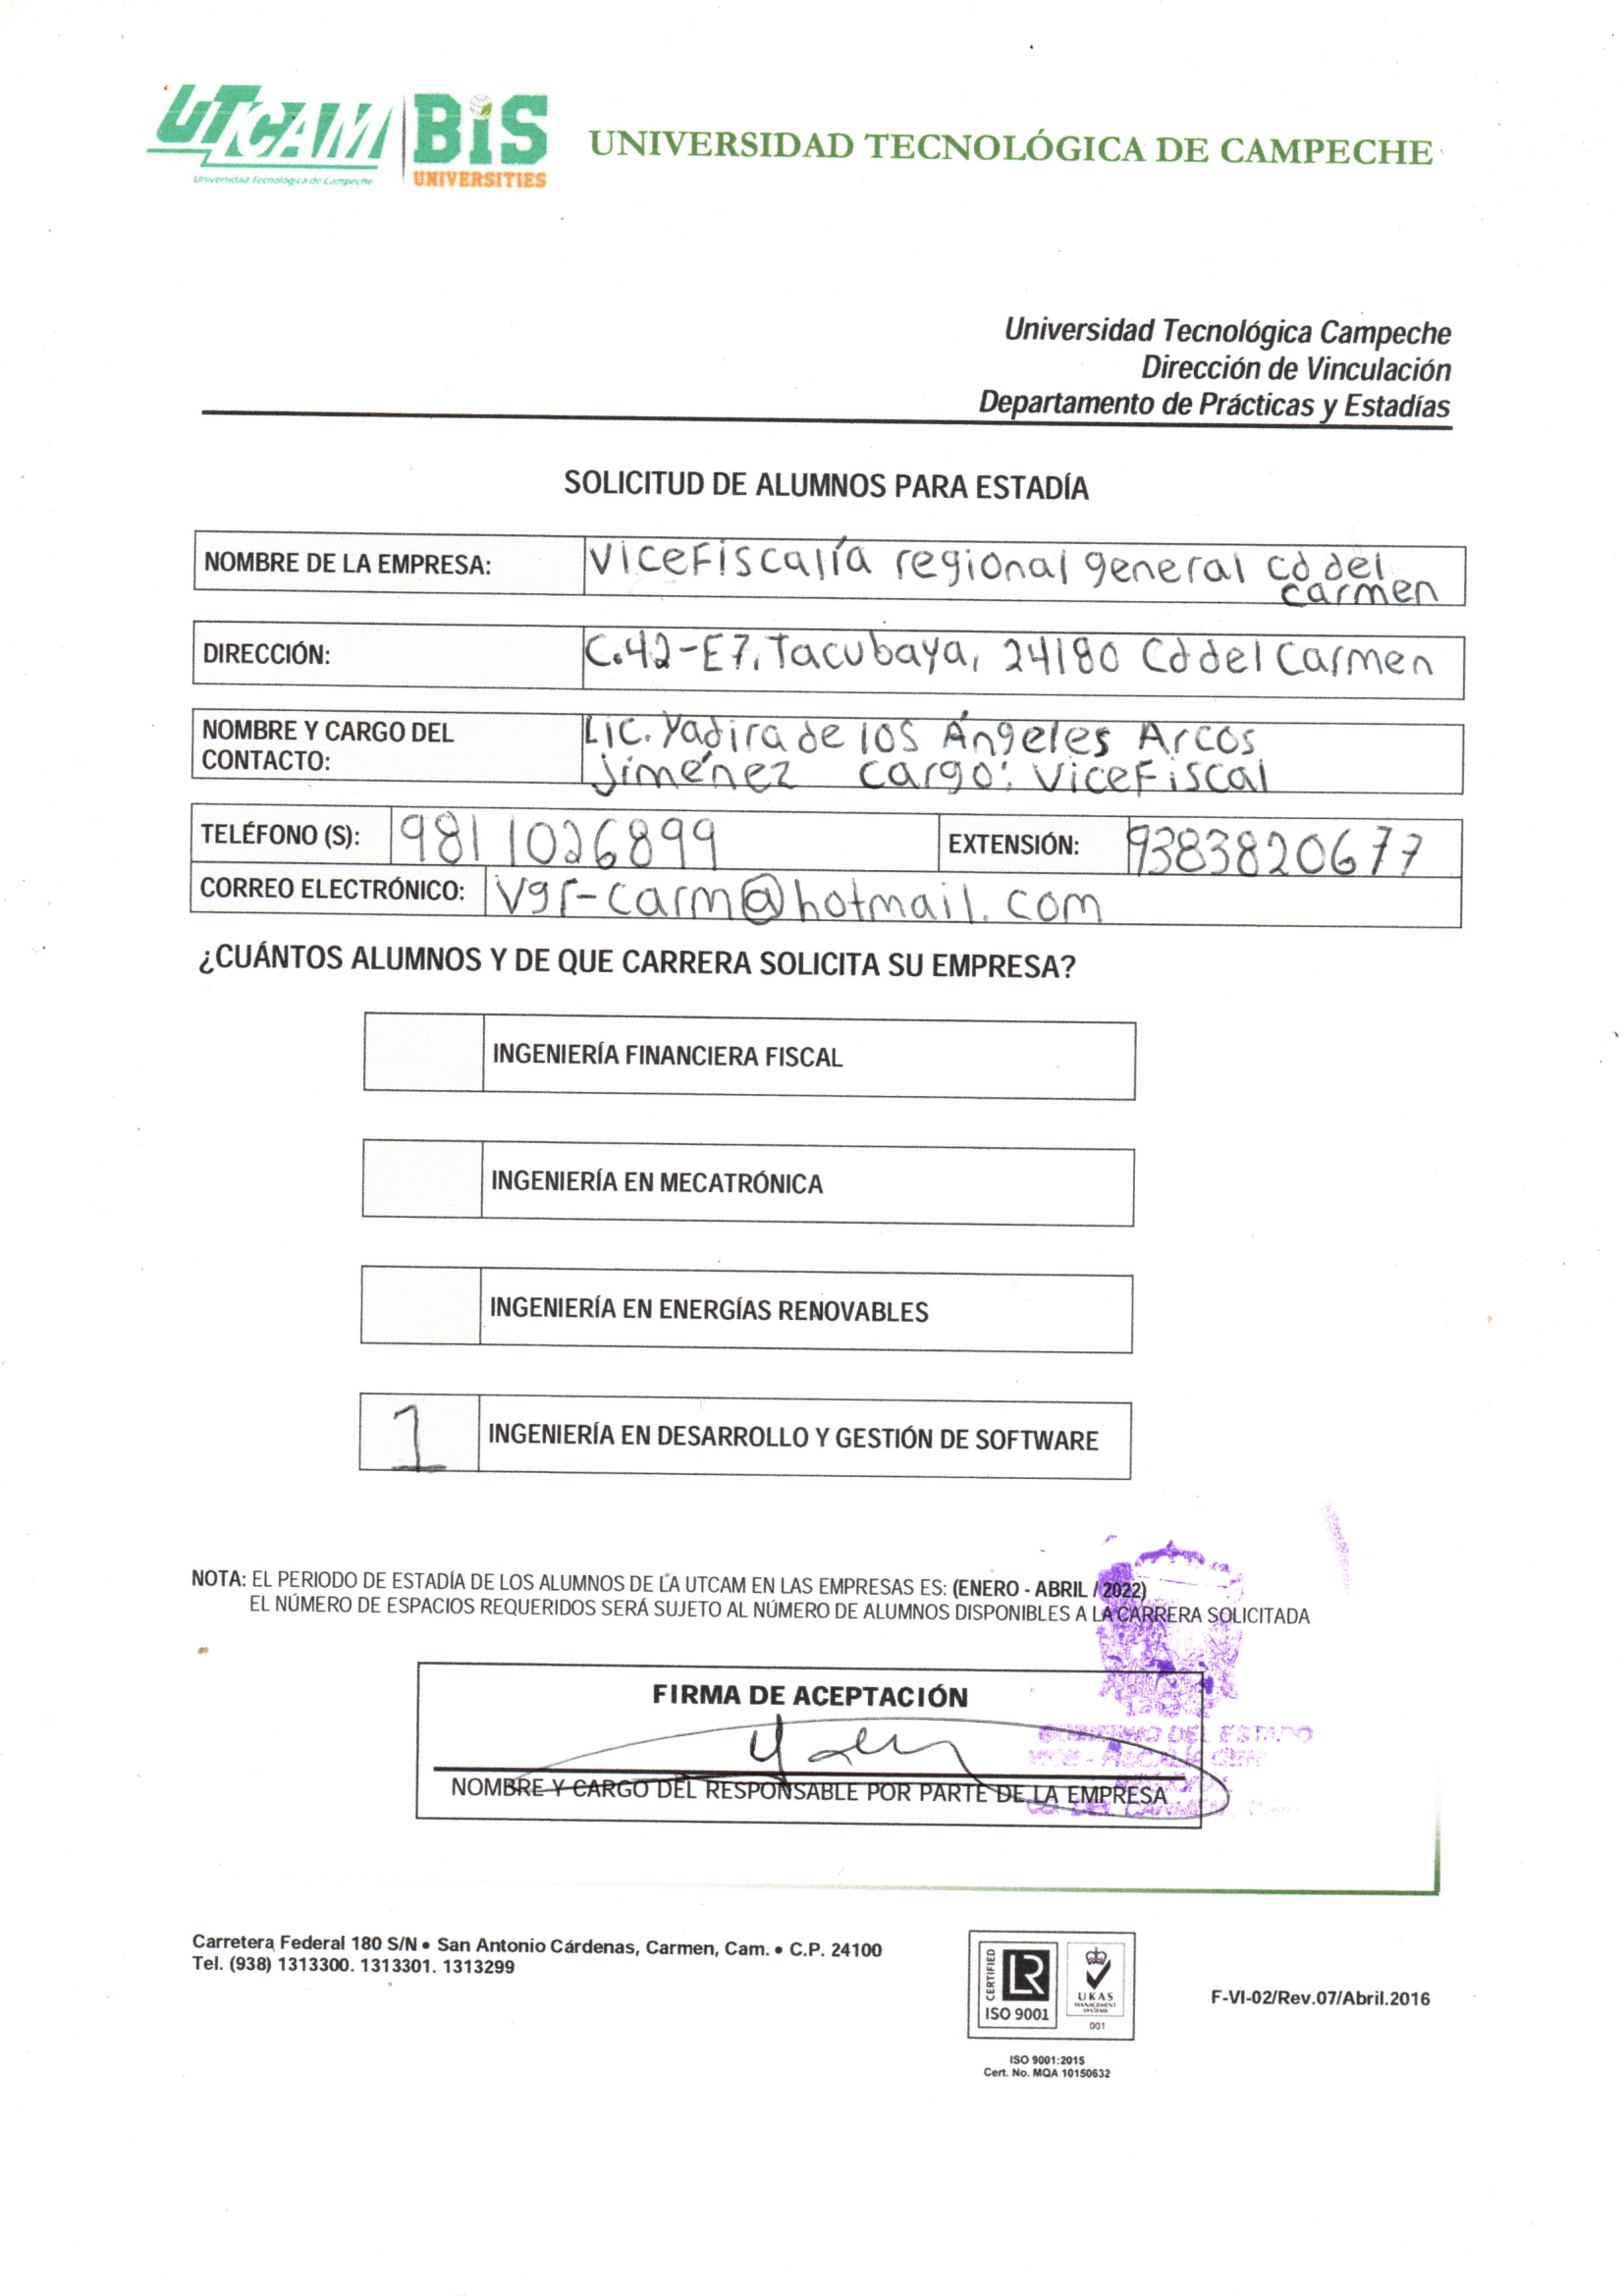 UTCAM BiS UNIVERSIDAD TECNOLÓGICA DE CAMPECHE
Universidad Tecnológica de Campeche UNIVERSITIES
Universidad Tecnológica Campeche
Dirección de Vinculación
Departamento de Prácticas y Estadías
SOLICITUD DE ALUMNOS PARA ESTADÍA
NOMBRE DE LA EMPRESA: ViceFiscalía regional general Cd del
carmen
DIRECCIÓN: C.42-E7, Tacubaya, 24180 Cd del Carmen
NOMBRE Y CARGO DEL CONTACTO: Lic. Yadira de los Ángeles Arcos
Jiménez cargo: ViceFiscal
TELÉFONO (S): 9811026899 EXTENSIÓN: 9383820677
CORREO ELECTRÓNICO: Vgr-carm@hotmail.com
¿CUÁNTOS ALUMNOS Y DE QUE CARRERA SOLICITA SU EMPRESA?
INGENIERÍA FINANCIERA FISCAL
INGENIERÍA EN MECATRÓNICA
INGENIERÍA EN ENERGÍAS RENOVABLES
1 INGENIERÍA EN DESARROLLO Y GESTIÓN DE SOFTWARE
NOTA: EL PERIODO DE ESTADÍA DE LOS ALUMNOS DE LA UTCAM EN LAS EMPRESAS ES: (ENERO - ABRIL / 2022)
EL NÚMERO DE ESPACIOS REQUERIDOS SERÁ SUJETO AL NÚMERO DE ALUMNOS DISPONIBLES A LA CARRERA SOLICITADA
FIRMA DE ACEPTACIÓN
DEL ESTADO
NOMBRE Y CARGO DEL RESPONSABLE POR PARTE DE LA EMPRESA
Carretera Federal 180 S/N • San Antonio Cárdenas, Carmen, Cam. • C.P. 24100
Tel. (938) 1313300. 1313301. 1313299
CERTIFIED
LR
ISO 9001
UKAS
MANAGEMENT
SYSTEMS
001
F-VI-02/Rev.07/Abril.2016
ISO 9001:2015
Cert. No. MQA 10150632